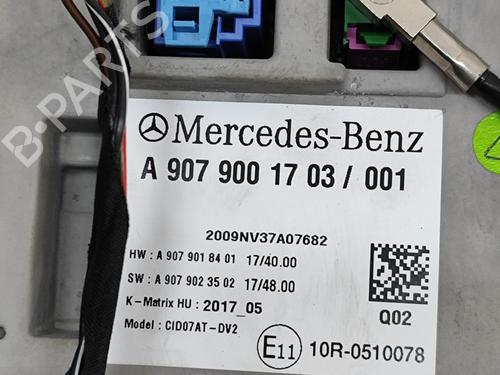 Mercedes-Benz
A 907 900 17 03 / 001
2009NV37A07682
HW : A 907 901 84 01 17/40.00
SW : A 907 902 35 02 17/48.00
K-Matrix HU : 2017_05
Model : CID07AT-DV2
Q02
E11 10R-0510078
B-PARTS